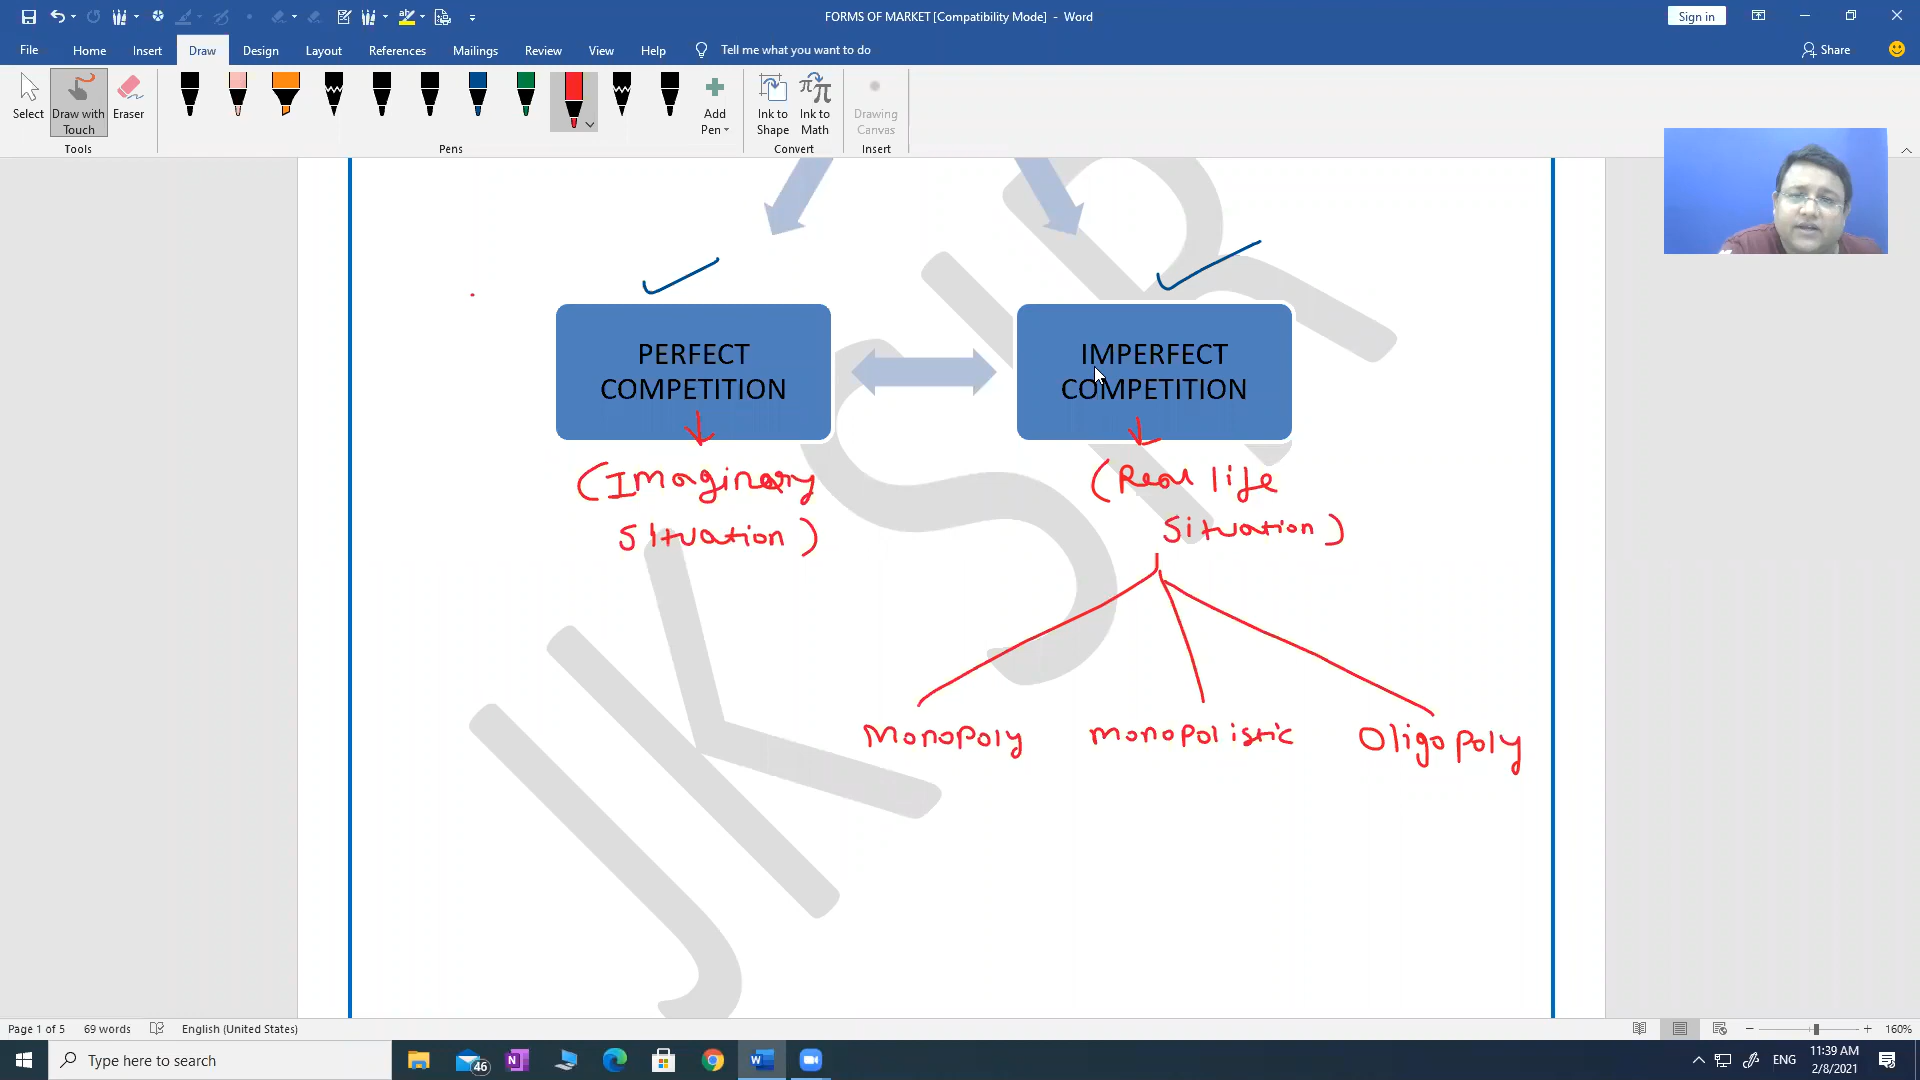 FORMS OF MARKET [Compatibility Mode] - Word
Sign in
File Home Insert Draw Design Layout References Mailings Review View Help Tell me what you want to do
Share
Select
Draw with Touch
Eraser
Add Pen
Ink to Shape
Ink to Math
Drawing Canvas
Tools
Pens
Convert
Insert
PERFECT
COMPETITION
IMPERFECT
COMPETITION
(Imaginary
Situation)
(Real life
Situation)
Monopoly
monopolistic
Oligopoly
JK SIR
Page 1 of 5 69 words English (United States)
160%
Type here to search
46
ENG
11:39 AM
2/8/2021